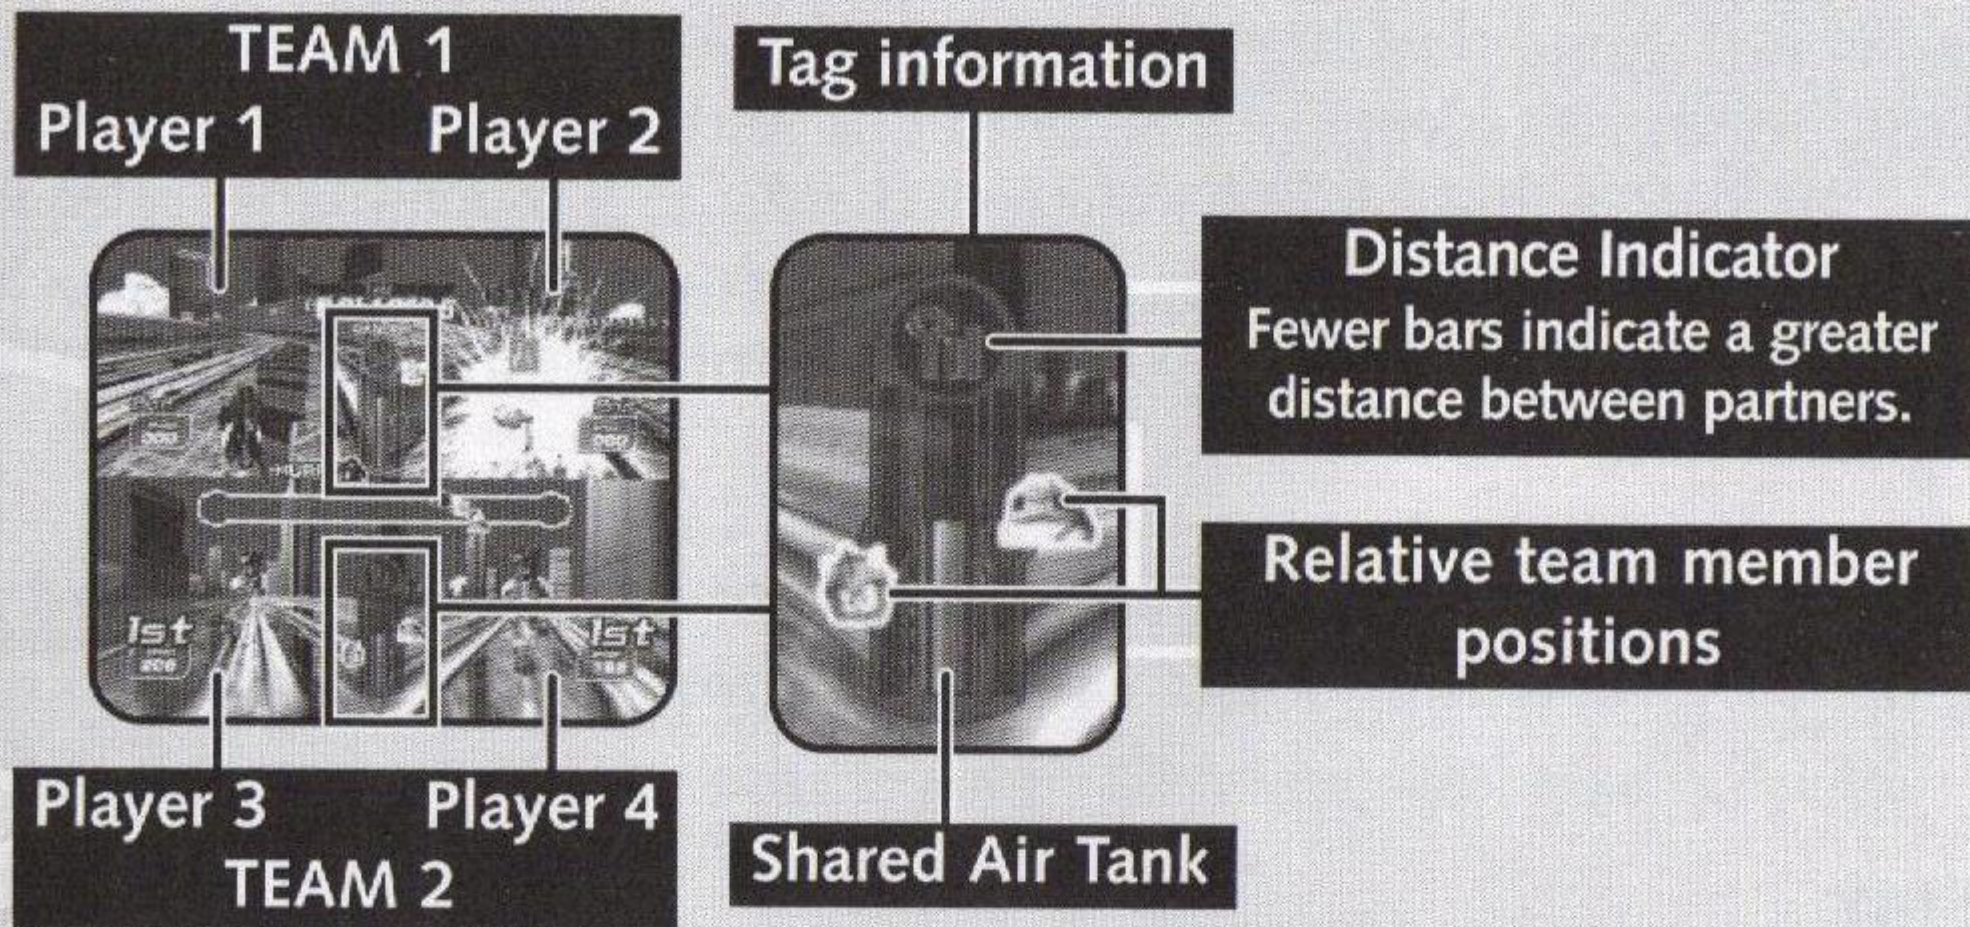 TEAM 1
Player 1 Player 2
Tag information
Distance Indicator
Fewer bars indicate a greater
distance between partners.
Relative team member
positions
1st
1st
Player 3 Player 4
TEAM 2
Shared Air Tank